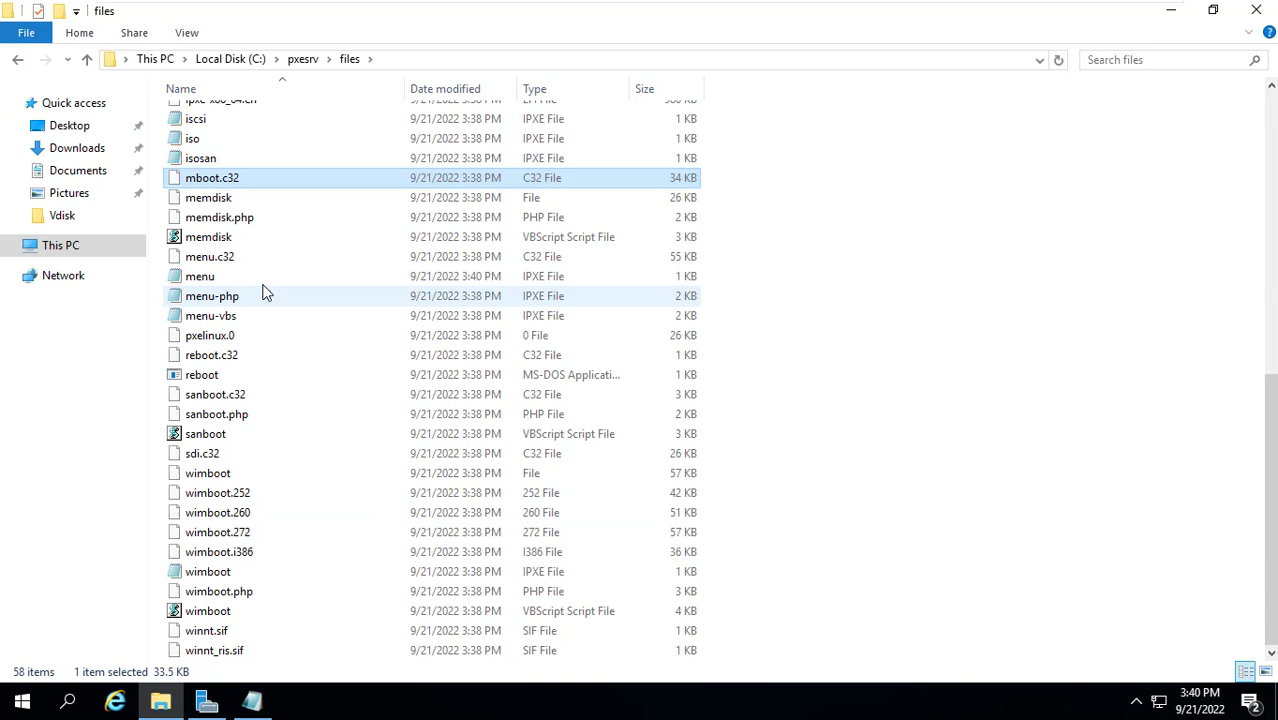 files
File Home Share View
This PC Local Disk (C:) pxesrv files Search files
Name Date modified Type Size
Quick access
Desktop
Downloads
Documents
Pictures
Vdisk
This PC
Network
iscsi 9/21/2022 3:38 PM IPXE File 1 KB
iso 9/21/2022 3:38 PM IPXE File 1 KB
isosan 9/21/2022 3:38 PM IPXE File 1 KB
mboot.c32 9/21/2022 3:38 PM C32 File 34 KB
memdisk 9/21/2022 3:38 PM File 26 KB
memdisk.php 9/21/2022 3:38 PM PHP File 2 KB
memdisk 9/21/2022 3:38 PM VBScript Script File 3 KB
menu.c32 9/21/2022 3:38 PM C32 File 55 KB
menu 9/21/2022 3:40 PM IPXE File 1 KB
menu-php 9/21/2022 3:38 PM IPXE File 2 KB
menu-vbs 9/21/2022 3:38 PM IPXE File 2 KB
pxelinux.0 9/21/2022 3:38 PM 0 File 26 KB
reboot.c32 9/21/2022 3:38 PM C32 File 1 KB
reboot 9/21/2022 3:38 PM MS-DOS Applicati... 1 KB
sanboot.c32 9/21/2022 3:38 PM C32 File 3 KB
sanboot.php 9/21/2022 3:38 PM PHP File 2 KB
sanboot 9/21/2022 3:38 PM VBScript Script File 3 KB
sdi.c32 9/21/2022 3:38 PM C32 File 26 KB
wimboot 9/21/2022 3:38 PM File 57 KB
wimboot.252 9/21/2022 3:38 PM 252 File 42 KB
wimboot.260 9/21/2022 3:38 PM 260 File 51 KB
wimboot.272 9/21/2022 3:38 PM 272 File 57 KB
wimboot.i386 9/21/2022 3:38 PM I386 File 36 KB
wimboot 9/21/2022 3:38 PM IPXE File 1 KB
wimboot.php 9/21/2022 3:38 PM PHP File 3 KB
wimboot 9/21/2022 3:38 PM VBScript Script File 4 KB
winnt.sif 9/21/2022 3:38 PM SIF File 1 KB
winnt_ris.sif 9/21/2022 3:38 PM SIF File 1 KB
58 items 1 item selected 33.5 KB
3:40 PM
9/21/2022
2